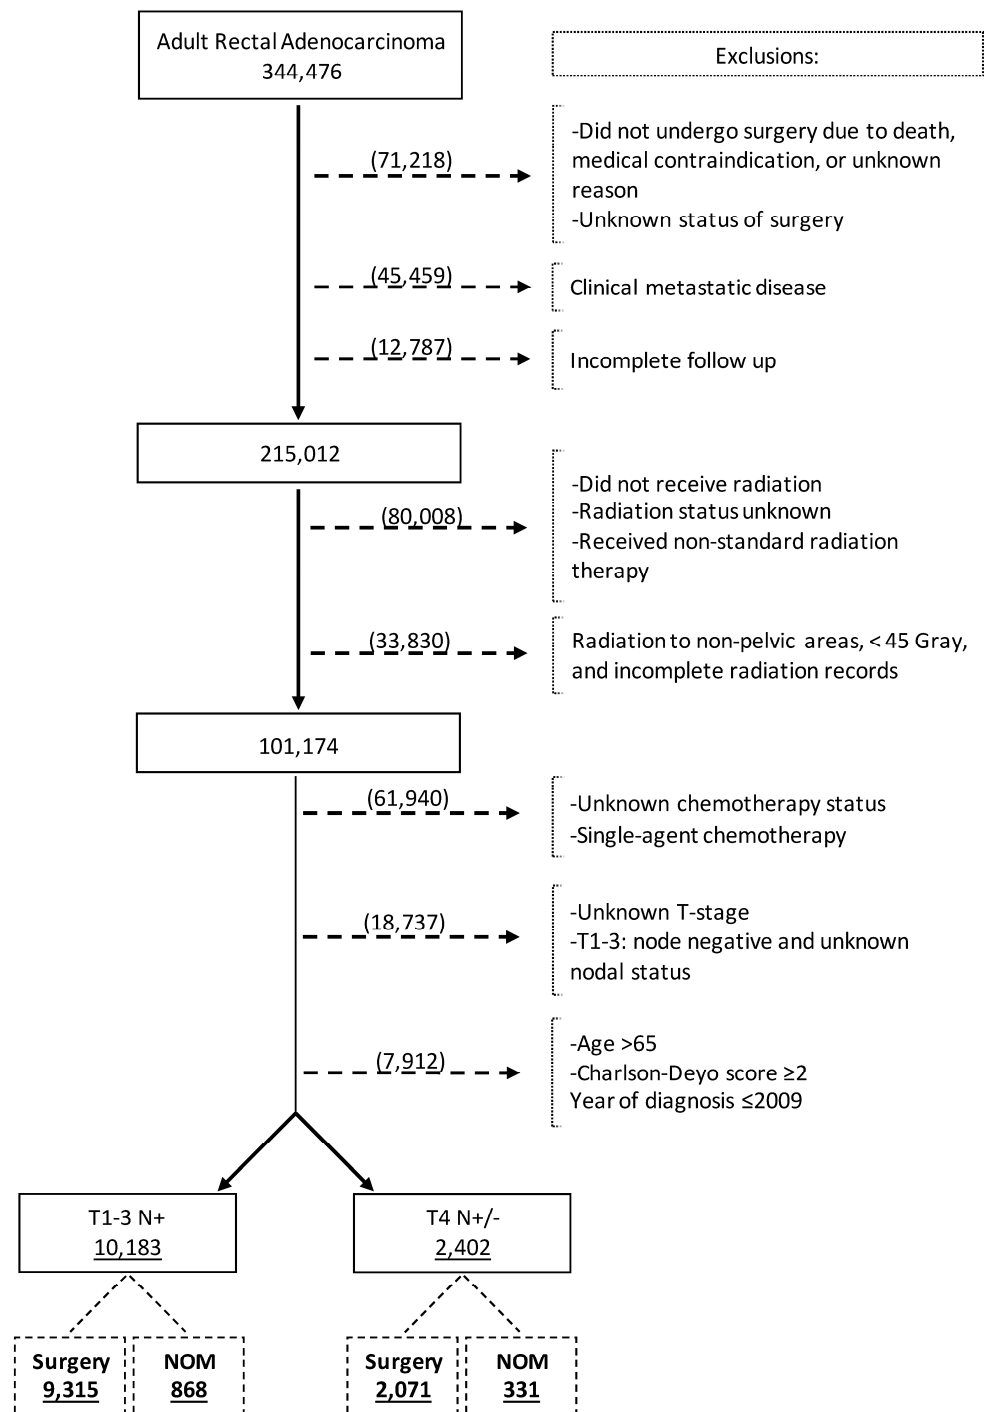 Adult Rectal Adenocarcinoma
344,476
Exclusions:
(71,218)
-Did not undergo surgery due to death,
medical contraindication, or unknown
reason
-Unknown status of surgery
(45,459)
Clinical metastatic disease
(12,787)
Incomplete follow up
215,012
(80,008)
-Did not receive radiation
-Radiation status unknown
-Received non-standard radiation
therapy
(33,830)
Radiation to non-pelvic areas, < 45 Gray,
and incomplete radiation records
101,174
(61,940)
-Unknown chemotherapy status
-Single-agent chemotherapy
(18,737)
-Unknown T-stage
-T1-3: node negative and unknown
nodal status
(7,912)
-Age >65
-Charlson-Deyo score ≥2
Year of diagnosis ≤2009
T1-3 N+
10,183
T4 N+/-
2,402
Surgery
9,315
NOM
868
Surgery
2,071
NOM
331